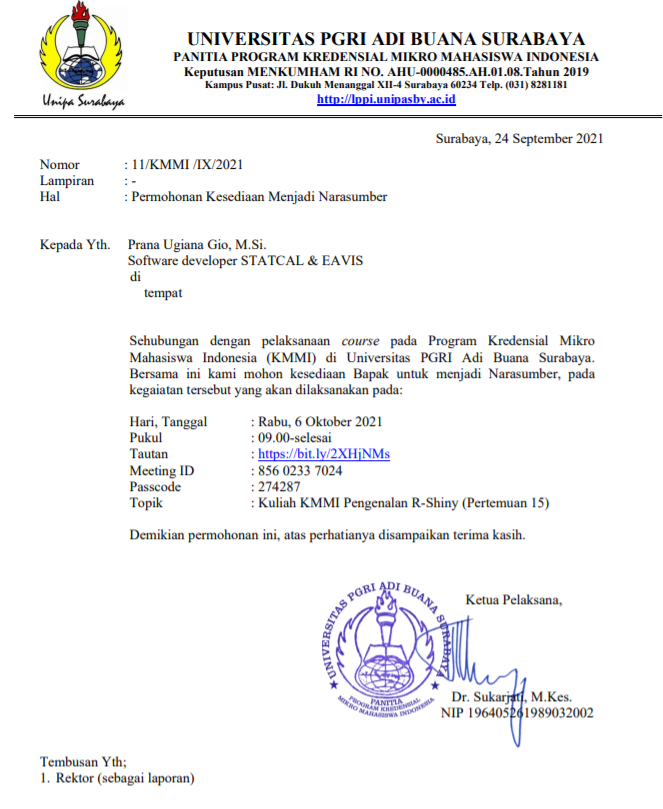 UNIVERSITAS PGRI ADI BUANA SURABAYA
PANITIA PROGRAM KREDENSIAL MIKRO MAHASISWA INDONESIA
Keputusan MENKUMHAM RI NO. AHU-0000485.AH.01.08.Tahun 2019
Kampus Pusat: Jl. Dukuh Menanggal XII-4 Surabaya 60234 Telp. (031) 8281181
http://lppi.unipasby.ac.id
Unipa Surabaya
Surabaya, 24 September 2021
Nomor : 11/KMMI /IX/2021
Lampiran : -
Hal : Permohonan Kesediaan Menjadi Narasumber
Kepada Yth. Prana Ugiana Gio, M.Si.
Software developer STATCAL & EAVIS
di
tempat
Sehubungan dengan pelaksanaan course pada Program Kredensial Mikro
Mahasiswa Indonesia (KMMI) di Universitas PGRI Adi Buana Surabaya.
Bersama ini kami mohon kesediaan Bapak untuk menjadi Narasumber, pada
kegaiatan tersebut yang akan dilaksanakan pada:
Hari, Tanggal : Rabu, 6 Oktober 2021
Pukul : 09.00-selesai
Tautan : https://bit.ly/2XHjNMs
Meeting ID : 856 0233 7024
Passcode : 274287
Topik : Kuliah KMMI Pengenalan R-Shiny (Pertemuan 15)
Demikian permohonan ini, atas perhatianya disampaikan terima kasih.
Ketua Pelaksana,
UNIVERSITAS PGRI ADI BUANA SURABAYA
PANITIA
PROGRAM KREDENSIAL
MIKRO MAHASISWA INDONESIA
Dr. Sukarjati, M.Kes.
NIP 196405261989032002
Tembusan Yth;
1. Rektor (sebagai laporan)